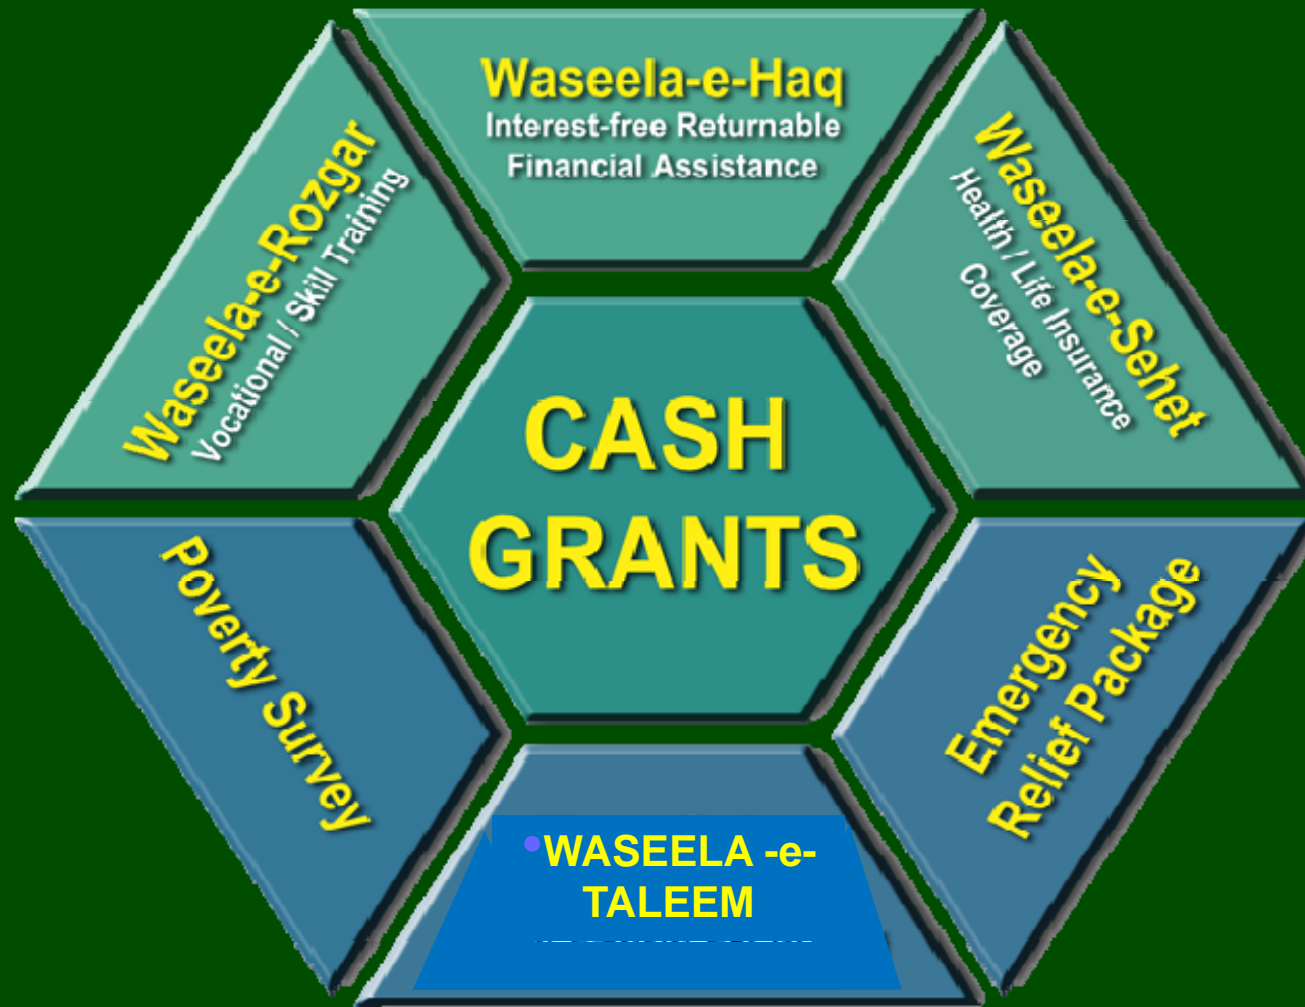 Waseela-e-Haq
Interest-free Returnable
Financial Assistance
Waseela-e-Rozgar
Vocational / Skill Training
Waseela-e-Sehet
Health / Life Insurance
Coverage
CASH
GRANTS
Poverty Survey
Emergency
Relief Package
•WASEELA -e-
TALEEM